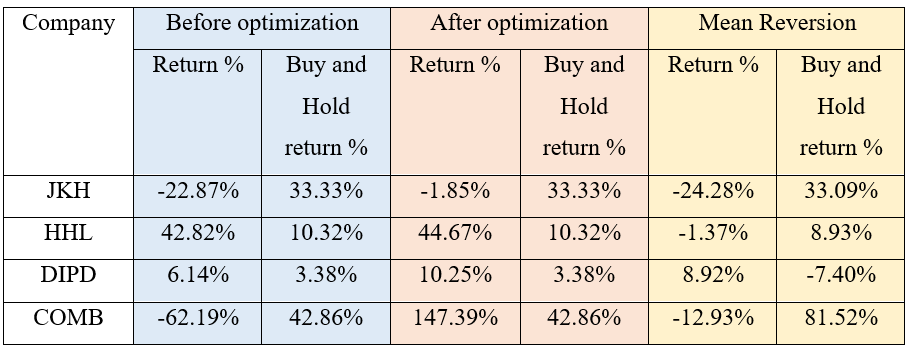 Company Before optimization After optimization Mean Reversion
Return % Buy and Hold return % Return % Buy and Hold return % Return % Buy and Hold return %
JKH -22.87% 33.33% -1.85% 33.33% -24.28% 33.09%
HHL 42.82% 10.32% 44.67% 10.32% -1.37% 8.93%
DIPD 6.14% 3.38% 10.25% 3.38% 8.92% -7.40%
COMB -62.19% 42.86% 147.39% 42.86% -12.93% 81.52%